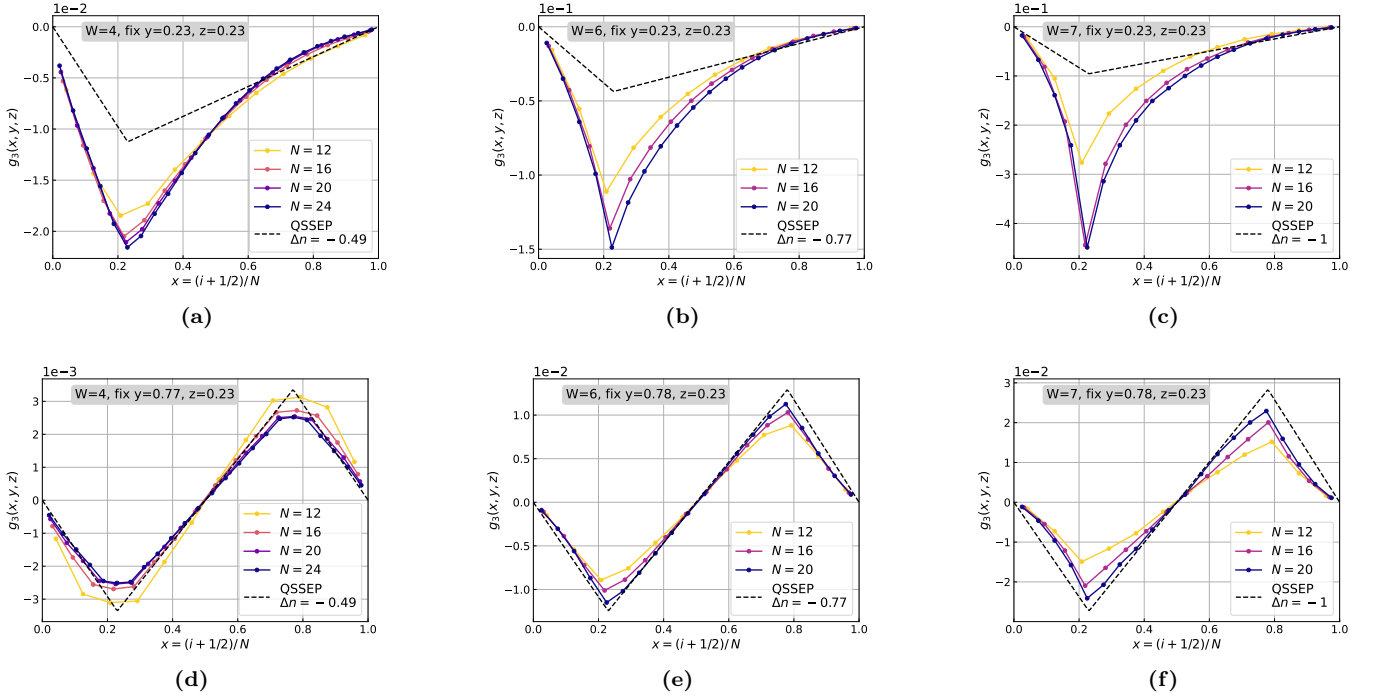 1e−2
W=4, fix y=0.23, z=0.23
0.0
−0.5
−1.0
−1.5
−2.0
g₃(x, y, z)
N = 12
N = 16
N = 20
N = 24
QSSEP
Δn = −0.49
0.0 0.2 0.4 0.6 0.8 1.0
x = (i + 1/2)/N
(a)
1e−1
W=6, fix y=0.23, z=0.23
0.0
−0.5
−1.0
−1.5
g₃(x, y, z)
N = 12
N = 16
N = 20
QSSEP
Δn = −0.77
0.0 0.2 0.4 0.6 0.8 1.0
x = (i + 1/2)/N
(b)
1e−1
W=7, fix y=0.23, z=0.23
0
−1
−2
−3
−4
g₃(x, y, z)
N = 12
N = 16
N = 20
QSSEP
Δn = −1
0.0 0.2 0.4 0.6 0.8 1.0
x = (i + 1/2)/N
(c)
1e−3
W=4, fix y=0.77, z=0.23
3
2
1
0
−1
−2
−3
g₃(x, y, z)
N = 12
N = 16
N = 20
N = 24
QSSEP
Δn = −0.49
0.0 0.2 0.4 0.6 0.8 1.0
x = (i + 1/2)/N
(d)
1e−2
W=6, fix y=0.78, z=0.23
1.0
0.5
0.0
−0.5
−1.0
g₃(x, y, z)
N = 12
N = 16
N = 20
QSSEP
Δn = −0.77
0.0 0.2 0.4 0.6 0.8 1.0
x = (i + 1/2)/N
(e)
1e−2
W=7, fix y=0.78, z=0.23
3
2
1
0
−1
−2
g₃(x, y, z)
N = 12
N = 16
N = 20
QSSEP
Δn = −1
0.0 0.2 0.4 0.6 0.8 1.0
x = (i + 1/2)/N
(f)